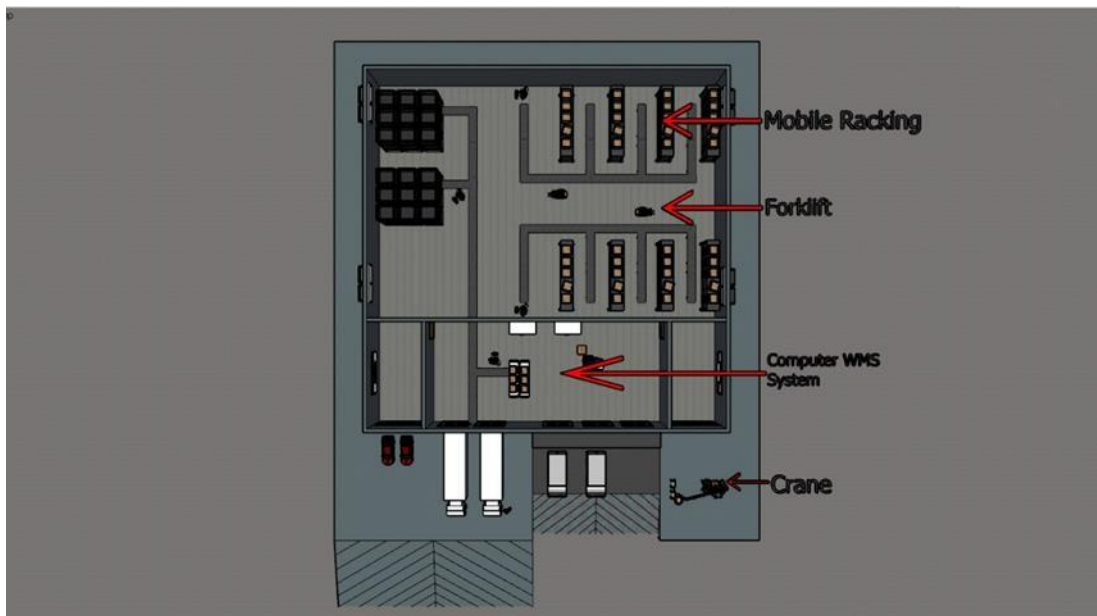 Mobile Racking
Forklift
Computer WMS
System
Crane